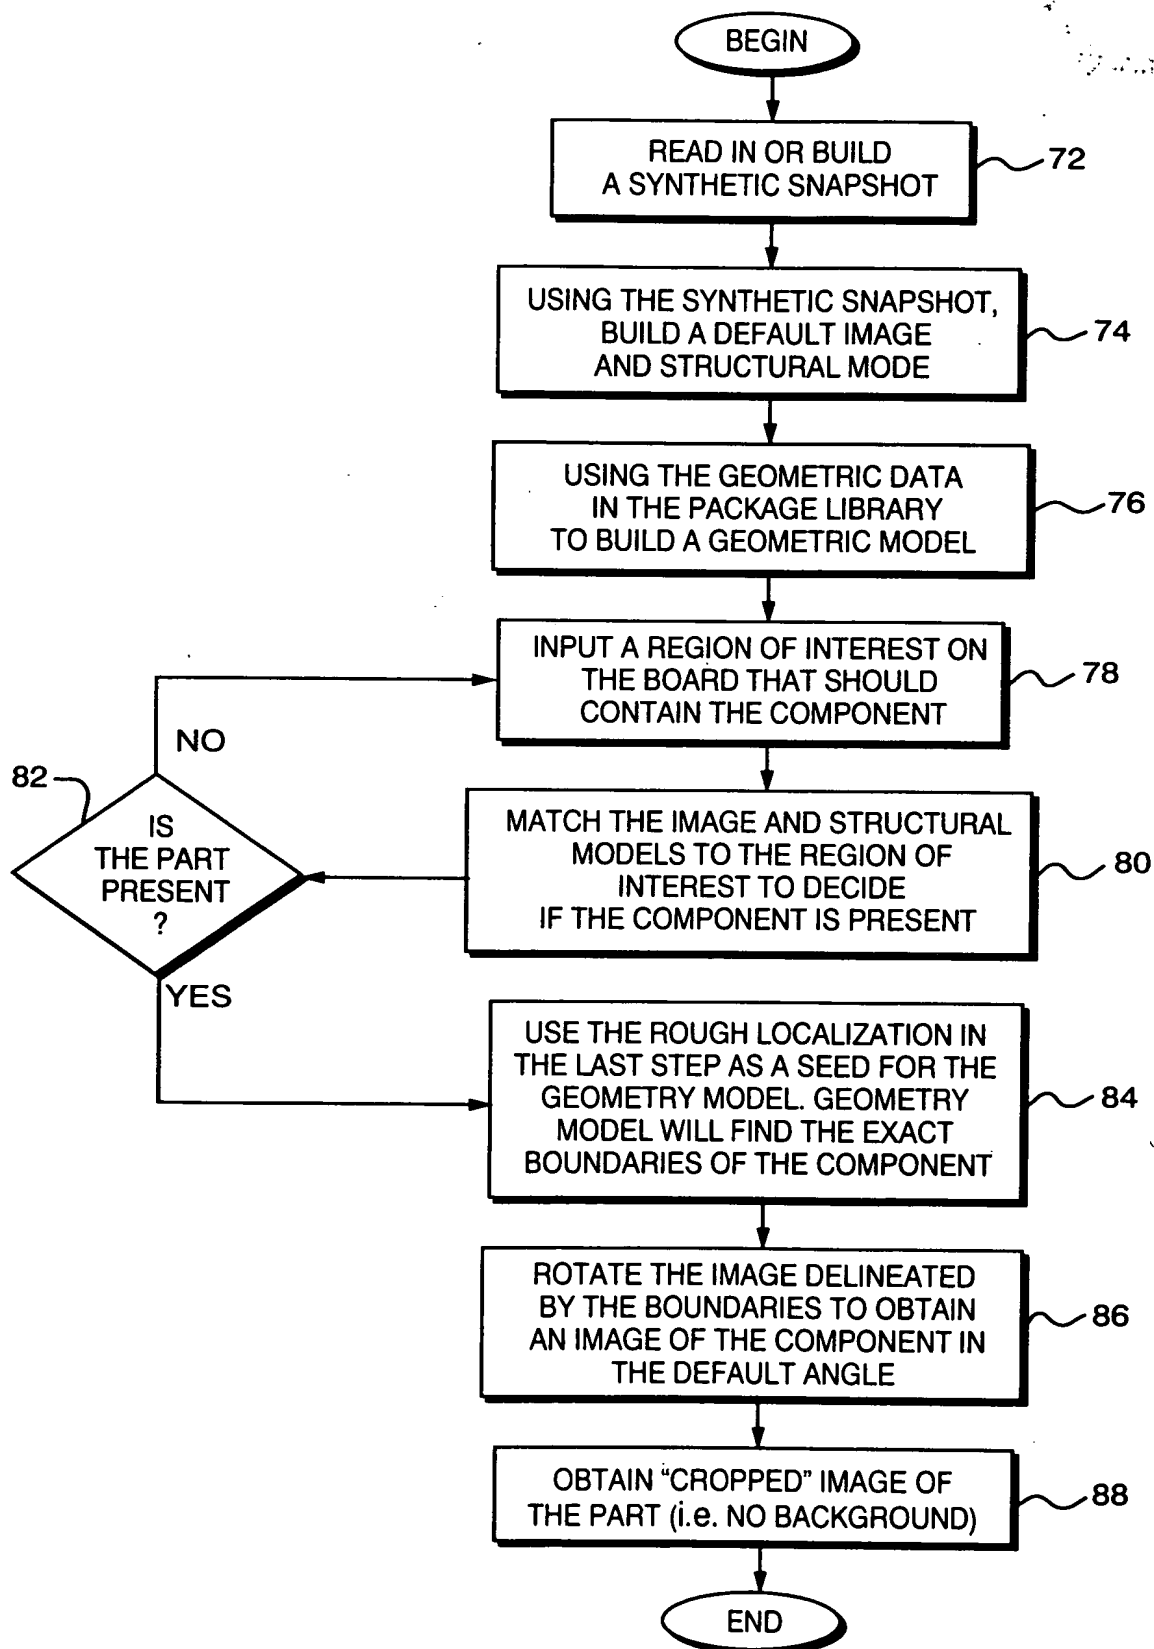 BEGIN
READ IN OR BUILD
A SYNTHETIC SNAPSHOT
72
USING THE SYNTHETIC SNAPSHOT,
BUILD A DEFAULT IMAGE
AND STRUCTURAL MODE
74
USING THE GEOMETRIC DATA
IN THE PACKAGE LIBRARY
TO BUILD A GEOMETRIC MODEL
76
INPUT A REGION OF INTEREST ON
THE BOARD THAT SHOULD
CONTAIN THE COMPONENT
78
NO
82
IS
THE PART
PRESENT
?
MATCH THE IMAGE AND STRUCTURAL
MODELS TO THE REGION OF
INTEREST TO DECIDE
IF THE COMPONENT IS PRESENT
80
YES
USE THE ROUGH LOCALIZATION IN
THE LAST STEP AS A SEED FOR THE
GEOMETRY MODEL. GEOMETRY
MODEL WILL FIND THE EXACT
BOUNDARIES OF THE COMPONENT
84
ROTATE THE IMAGE DELINEATED
BY THE BOUNDARIES TO OBTAIN
AN IMAGE OF THE COMPONENT IN
THE DEFAULT ANGLE
86
OBTAIN “CROPPED” IMAGE OF
THE PART (i.e. NO BACKGROUND)
88
END